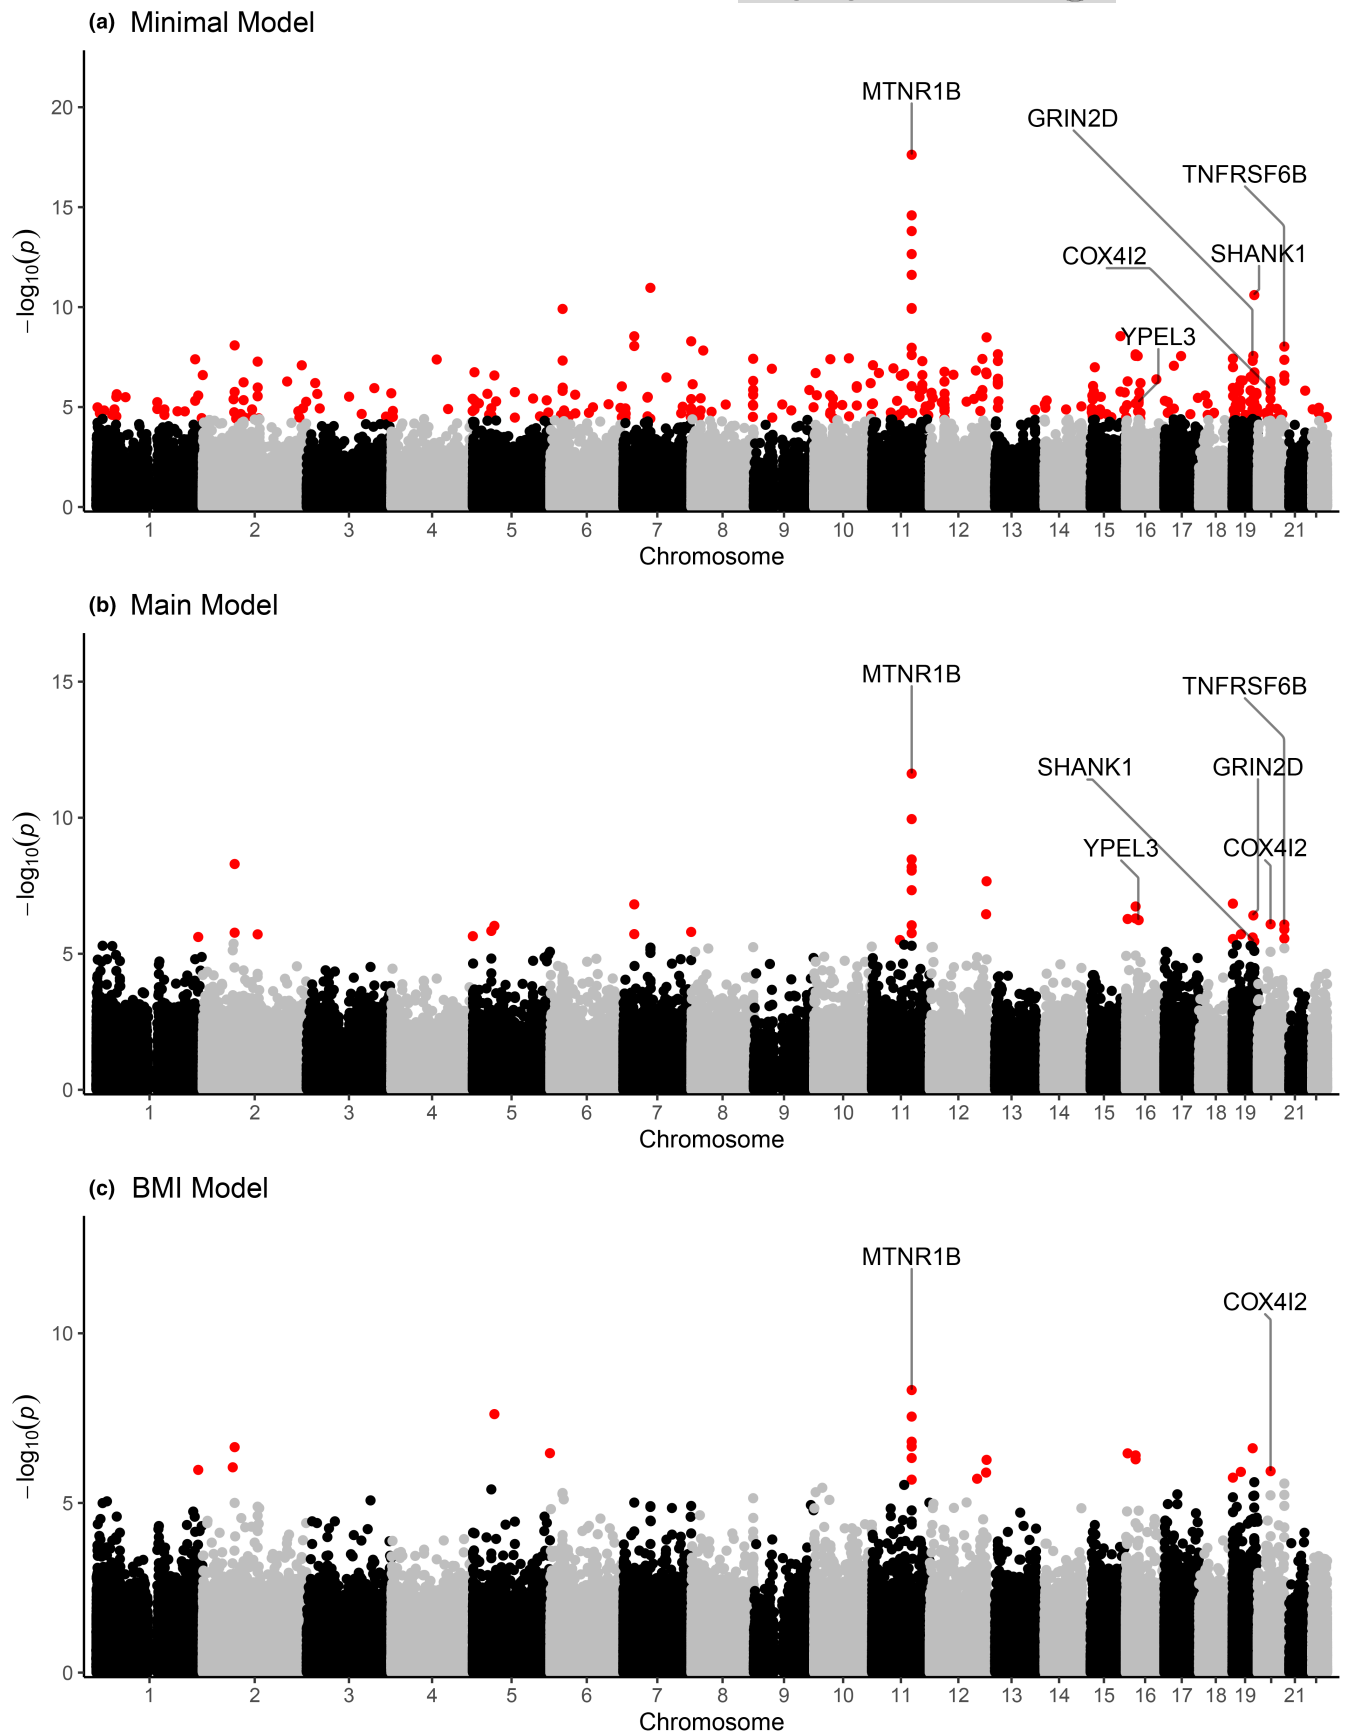 (a) Minimal Model
MTNR1B
GRIN2D
TNFRSF6B
COX4I2
SHANK1
YPEL3
20
15
10
5
0
−log10(p)
1 2 3 4 5 6 7 8 9 10 11 12 13 14 15 16 17 18 19 21
Chromosome
(b) Main Model
MTNR1B
TNFRSF6B
SHANK1
GRIN2D
YPEL3
COX4I2
15
10
5
0
−log10(p)
1 2 3 4 5 6 7 8 9 10 11 12 13 14 15 16 17 18 19 21
Chromosome
(c) BMI Model
MTNR1B
COX4I2
10
5
0
−log10(p)
1 2 3 4 5 6 7 8 9 10 11 12 13 14 15 16 17 18 19 21
Chromosome